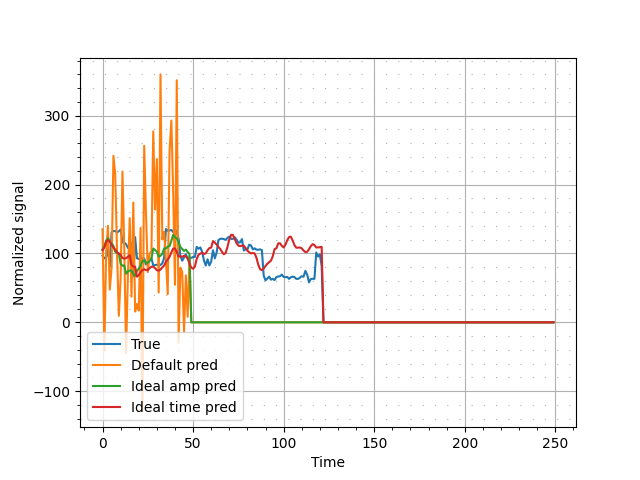 300
200
100
0
−100
Normalized signal
True
Default pred
Ideal amp pred
Ideal time pred
0 50 100 150 200 250
Time